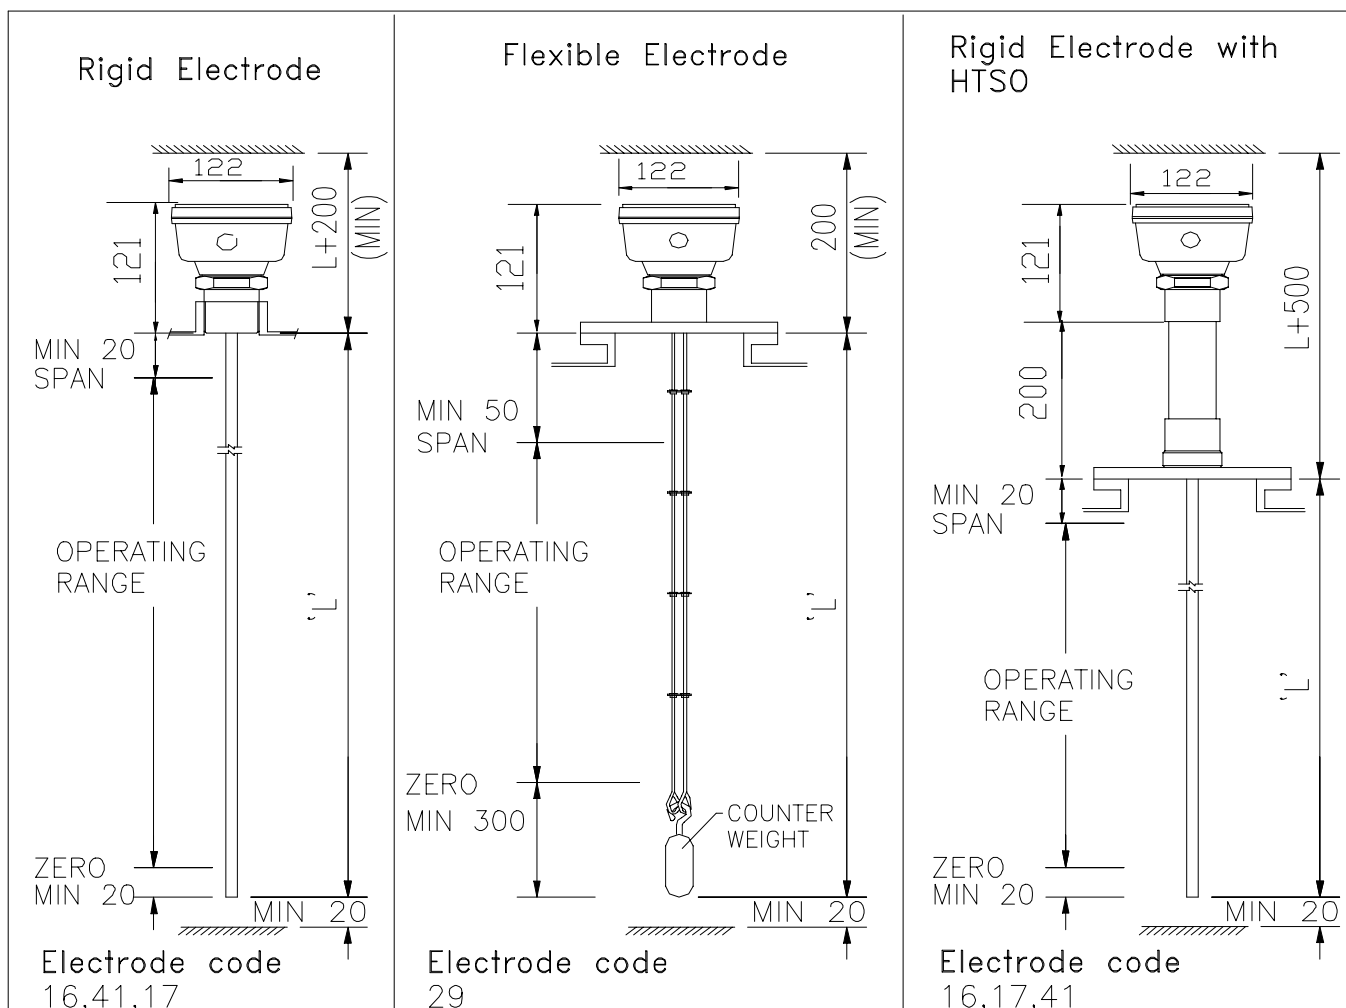 Rigid Electrode
122
L+200
(MIN)
121
MIN 20
SPAN
OPERATING
RANGE
'L'
ZERO
MIN 20
MIN 20
Electrode code
16,41,17
Flexible Electrode
122
200
(MIN)
121
MIN 50
SPAN
OPERATING
RANGE
'L'
ZERO
MIN 300
COUNTER
WEIGHT
MIN 20
Electrode code
29
Rigid Electrode with
HTSO
122
121
L+500
200
MIN 20
SPAN
OPERATING
RANGE
'L'
ZERO
MIN 20
MIN 20
Electrode code
16,17,41